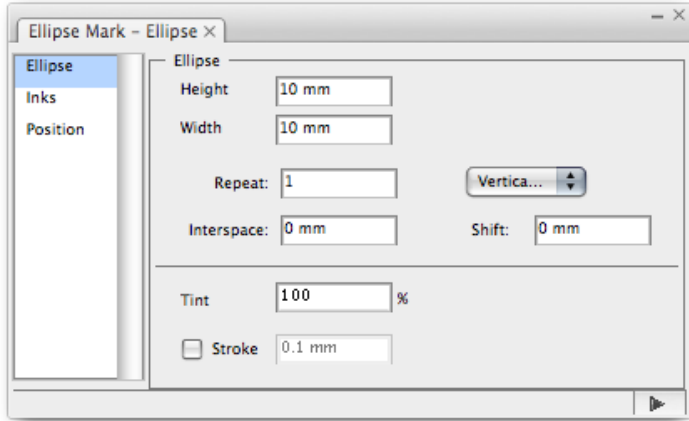 Ellipse Mark – Ellipse ×
Ellipse
Inks
Position
Ellipse
Height 10 mm
Width 10 mm
Repeat: 1 Vertica...
Interspace: 0 mm Shift: 0 mm
Tint 100 %
Stroke 0.1 mm